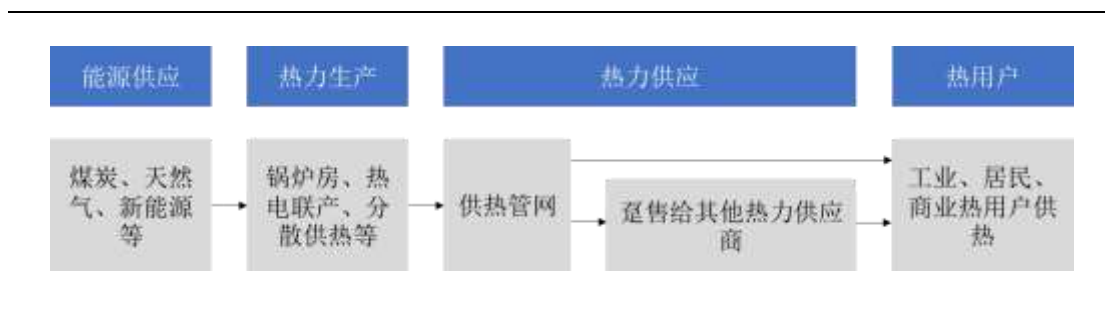 能源供应
热力生产
热力供应
热用户
煤炭、天然
气、新能源
等
锅炉房、热
电联产、分
散供热等
供热管网
趸售给其他热力供应
商
工业、居民、
商业热用户供
热